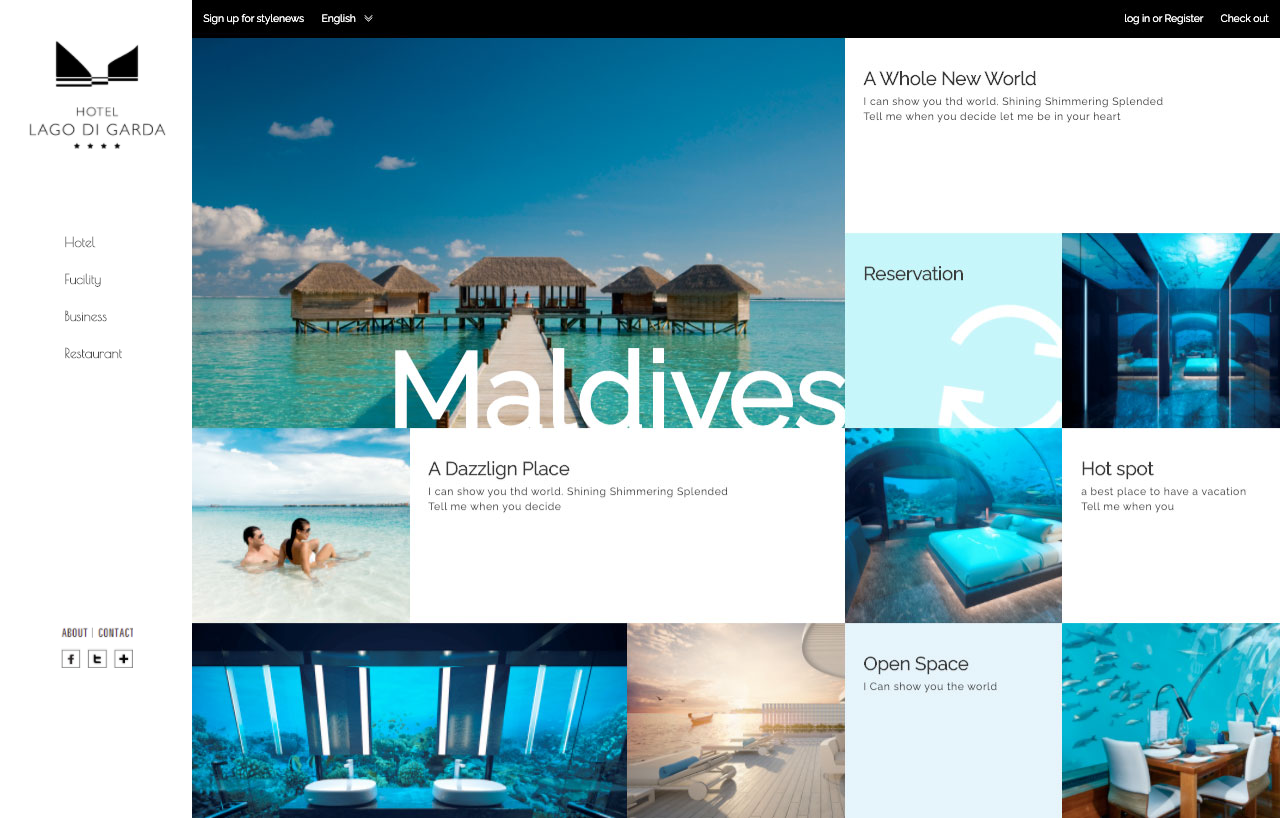 Sign up for stylenews English
log in or Register Check out
HOTEL
LAGO DI GARDA
Hotel
Fucility
Business
Restaurant
ABOUT | CONTACT
Maldives
A Whole New World
I can show you thd world. Shining Shimmering Splended
Tell me when you decide let me be in your heart
Reservation
A Dazzlign Place
I can show you thd world. Shining Shimmering Splended
Tell me when you decide
Hot spot
a best place to have a vacation
Tell me when you
Open Space
I Can show you the world